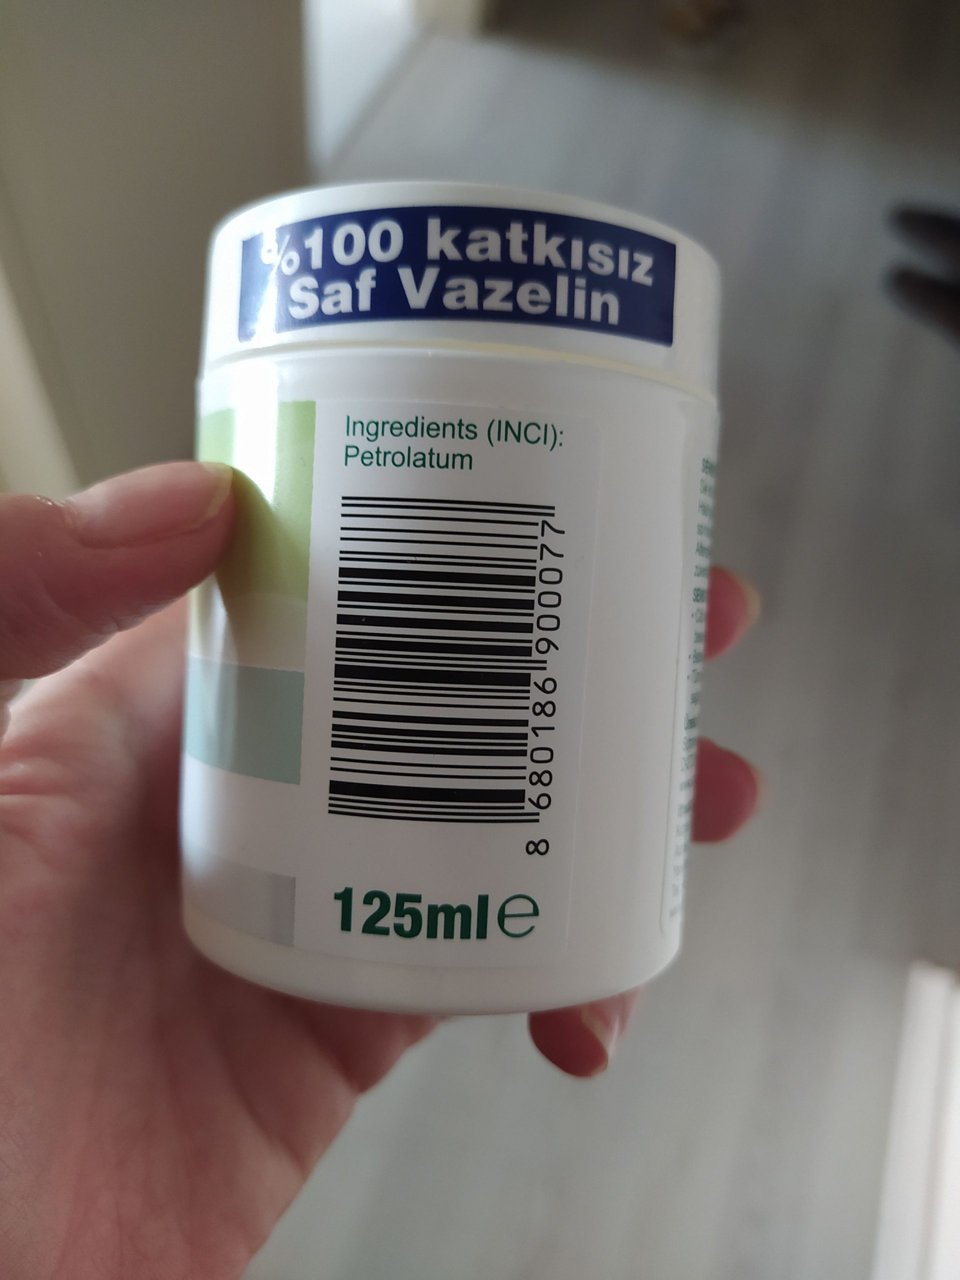 %100 katkısız
Saf Vazelin
Ingredients (INCI):
Petrolatum
8 680186 900077
125ml e